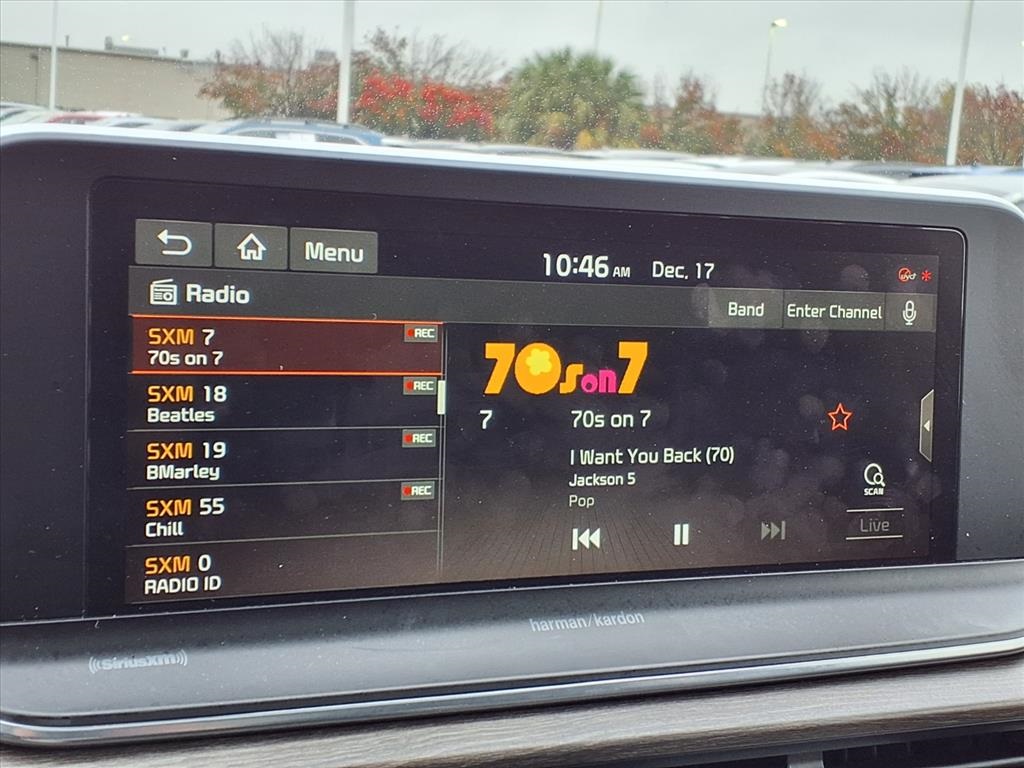 Menu
10:46 AM Dec. 17
UVO
Radio
Band Enter Channel
SXM 7 REC
70s on 7
SXM 18 REC
Beatles
SXM 19 REC
BMarley
SXM 55 REC
Chill
SXM 0
RADIO ID
70s on 7
7 70s on 7
I Want You Back (70)
Jackson 5
Pop
SCAN
Live
harman/kardon
((SiriusXM))